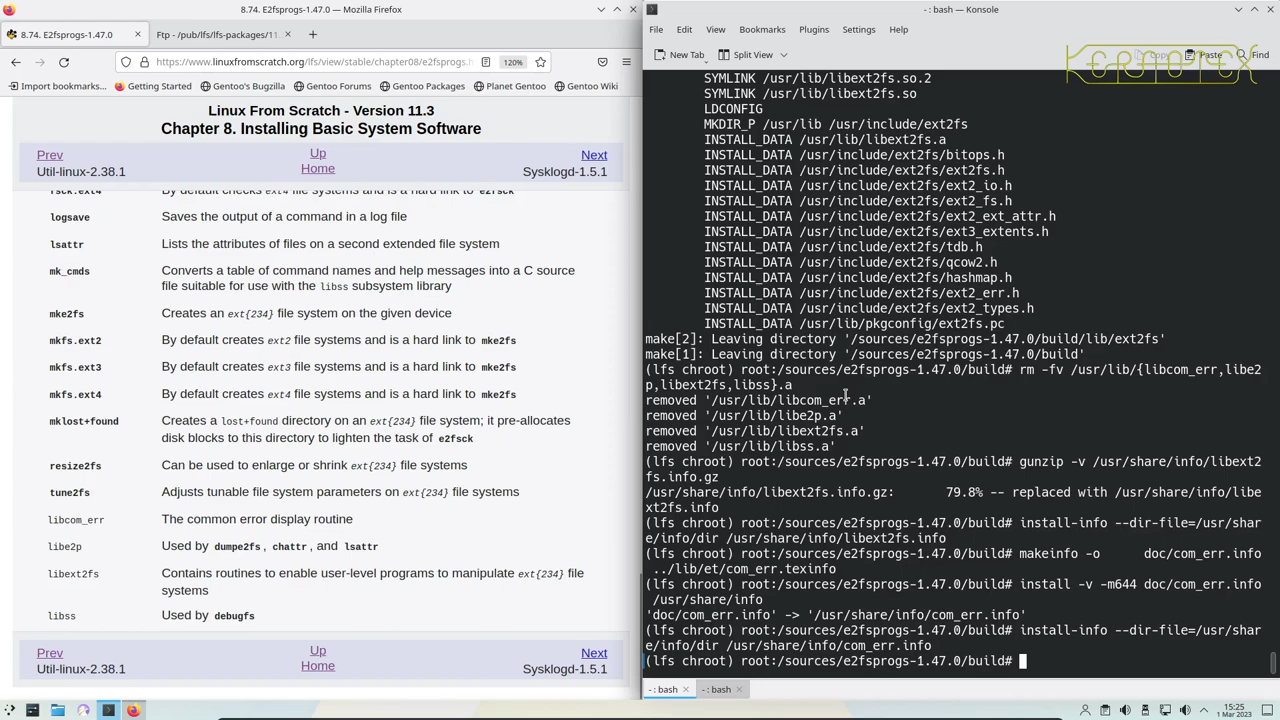 8.74. E2fsprogs-1.47.0 — Mozilla Firefox
8.74. E2fsprogs-1.47.0
Ftp - /pub/lfs/lfs-packages/11.
https://www.linuxfromscratch.org/lfs/view/stable/chapter08/e2fsprogs.h
120%
Import bookmarks...
Getting Started
Gentoo's Bugzilla
Gentoo Forums
Gentoo Packages
Planet Gentoo
Gentoo Wiki
Linux From Scratch - Version 11.3
Chapter 8. Installing Basic System Software
Prev
Up
Next
Util-linux-2.38.1
Home
Sysklogd-1.5.1
fsck.ext4 By default checks ext4 file systems and is a hard link to e2fsck
logsave Saves the output of a command in a log file
lsattr Lists the attributes of files on a second extended file system
mk_cmds Converts a table of command names and help messages into a C source
file suitable for use with the libss subsystem library
mke2fs Creates an ext{234} file system on the given device
mkfs.ext2 By default creates ext2 file systems and is a hard link to mke2fs
mkfs.ext3 By default creates ext3 file systems and is a hard link to mke2fs
mkfs.ext4 By default creates ext4 file systems and is a hard link to mke2fs
mklost+found Creates a lost+found directory on an ext{234} file system; it pre-allocates
disk blocks to this directory to lighten the task of e2fsck
resize2fs Can be used to enlarge or shrink ext{234} file systems
tune2fs Adjusts tunable file system parameters on ext{234} file systems
libcom_err The common error display routine
libe2p Used by dumpe2fs, chattr, and lsattr
libext2fs Contains routines to enable user-level programs to manipulate ext{234} file
systems
libss Used by debugfs
Prev
Up
Next
Util-linux-2.38.1
Home
Sysklogd-1.5.1
- : bash — Konsole
File Edit View Bookmarks Plugins Settings Help
New Tab
Split View
Copy
Paste
Find
KERNOTEX
SYMLINK /usr/lib/libext2fs.so.2
SYMLINK /usr/lib/libext2fs.so
LDCONFIG
MKDIR_P /usr/lib /usr/include/ext2fs
INSTALL_DATA /usr/lib/libext2fs.a
INSTALL_DATA /usr/include/ext2fs/bitops.h
INSTALL_DATA /usr/include/ext2fs/ext2fs.h
INSTALL_DATA /usr/include/ext2fs/ext2_io.h
INSTALL_DATA /usr/include/ext2fs/ext2_fs.h
INSTALL_DATA /usr/include/ext2fs/ext2_ext_attr.h
INSTALL_DATA /usr/include/ext2fs/ext3_extents.h
INSTALL_DATA /usr/include/ext2fs/tdb.h
INSTALL_DATA /usr/include/ext2fs/qcow2.h
INSTALL_DATA /usr/include/ext2fs/hashmap.h
INSTALL_DATA /usr/include/ext2fs/ext2_err.h
INSTALL_DATA /usr/include/ext2fs/ext2_types.h
INSTALL_DATA /usr/lib/pkgconfig/ext2fs.pc
make[2]: Leaving directory '/sources/e2fsprogs-1.47.0/build/lib/ext2fs'
make[1]: Leaving directory '/sources/e2fsprogs-1.47.0/build'
(lfs chroot) root:/sources/e2fsprogs-1.47.0/build# rm -fv /usr/lib/{libcom_err,libe2
p,libext2fs,libss}.a
removed '/usr/lib/libcom_err.a'
removed '/usr/lib/libe2p.a'
removed '/usr/lib/libext2fs.a'
removed '/usr/lib/libss.a'
(lfs chroot) root:/sources/e2fsprogs-1.47.0/build# gunzip -v /usr/share/info/libext2
fs.info.gz
/usr/share/info/libext2fs.info.gz:      79.8% -- replaced with /usr/share/info/libe
xt2fs.info
(lfs chroot) root:/sources/e2fsprogs-1.47.0/build# install-info --dir-file=/usr/shar
e/info/dir /usr/share/info/libext2fs.info
(lfs chroot) root:/sources/e2fsprogs-1.47.0/build# makeinfo -o      doc/com_err.info
../lib/et/com_err.texinfo
(lfs chroot) root:/sources/e2fsprogs-1.47.0/build# install -v -m644 doc/com_err.info
/usr/share/info
'doc/com_err.info' -> '/usr/share/info/com_err.info'
(lfs chroot) root:/sources/e2fsprogs-1.47.0/build# install-info --dir-file=/usr/shar
e/info/dir /usr/share/info/com_err.info
(lfs chroot) root:/sources/e2fsprogs-1.47.0/build#
- : bash
- : bash
15:25
1 Mar 2023